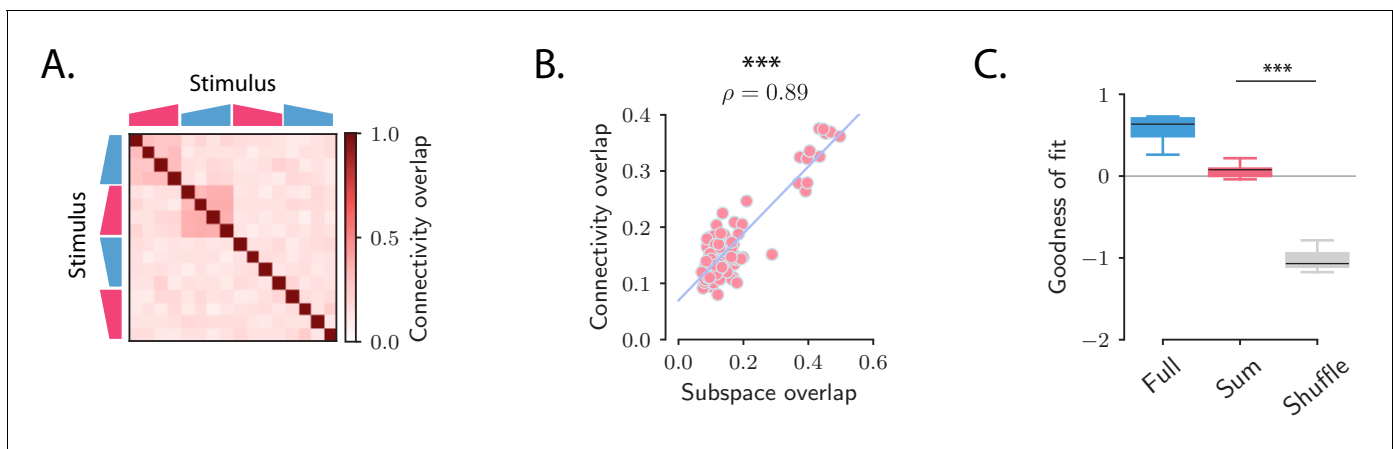 A.
Stimulus
Stimulus
1.0
0.5
0.0
Connectivity overlap
B.
***
ρ = 0.89
Connectivity overlap
0.4
0.3
0.2
0.1
0.0
0.0 0.2 0.4 0.6
Subspace overlap
C.
***
Goodness of fit
1
0
−1
−2
Full Sum Shuffle